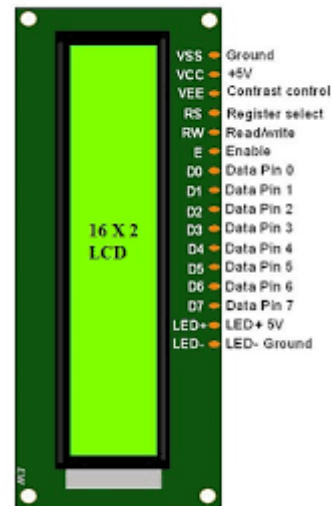 VSS Ground
VCC +5V
VEE Contrast control
RS Register select
RW Read/write
E Enable
D0 Data Pin 0
D1 Data Pin 1
D2 Data Pin 2
D3 Data Pin 3
D4 Data Pin 4
D5 Data Pin 5
D6 Data Pin 6
D7 Data Pin 7
LED+ LED+ 5V
LED- LED- Ground
16 X 2
LCD